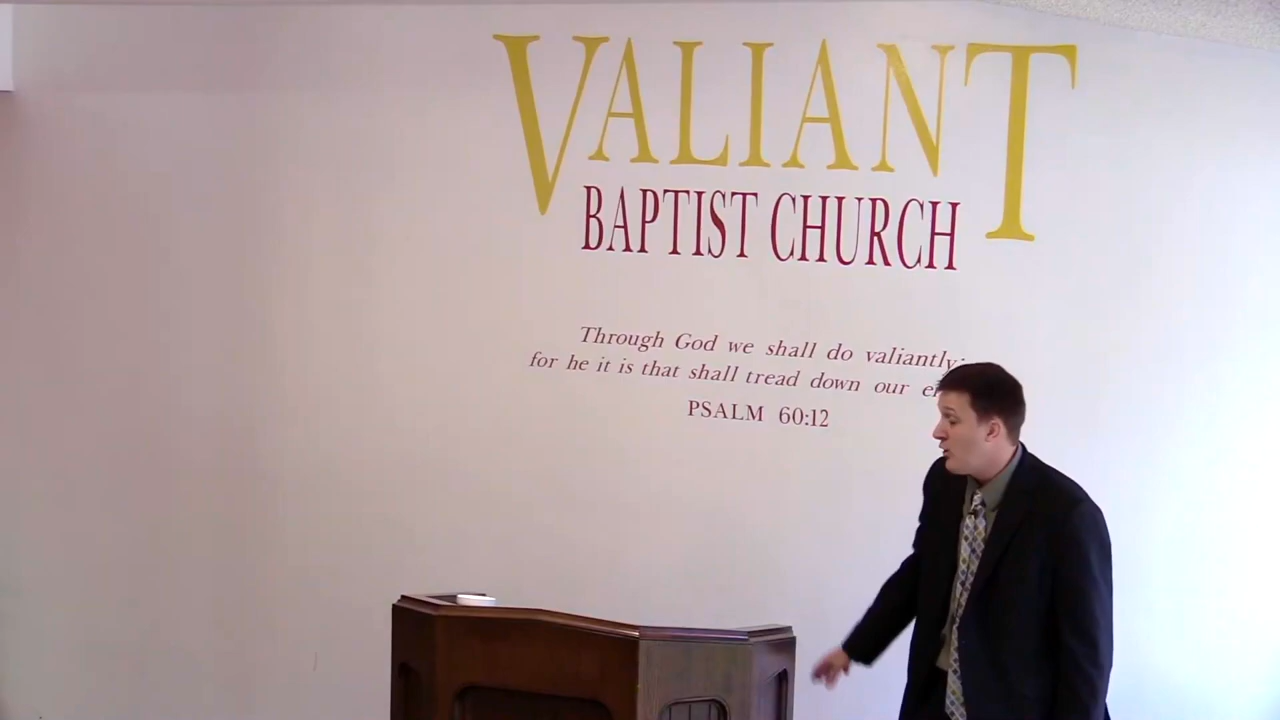 VALIANT
BAPTIST CHURCH
Through God we shall do valiantly:
for he it is that shall tread down our
PSALM 60:12